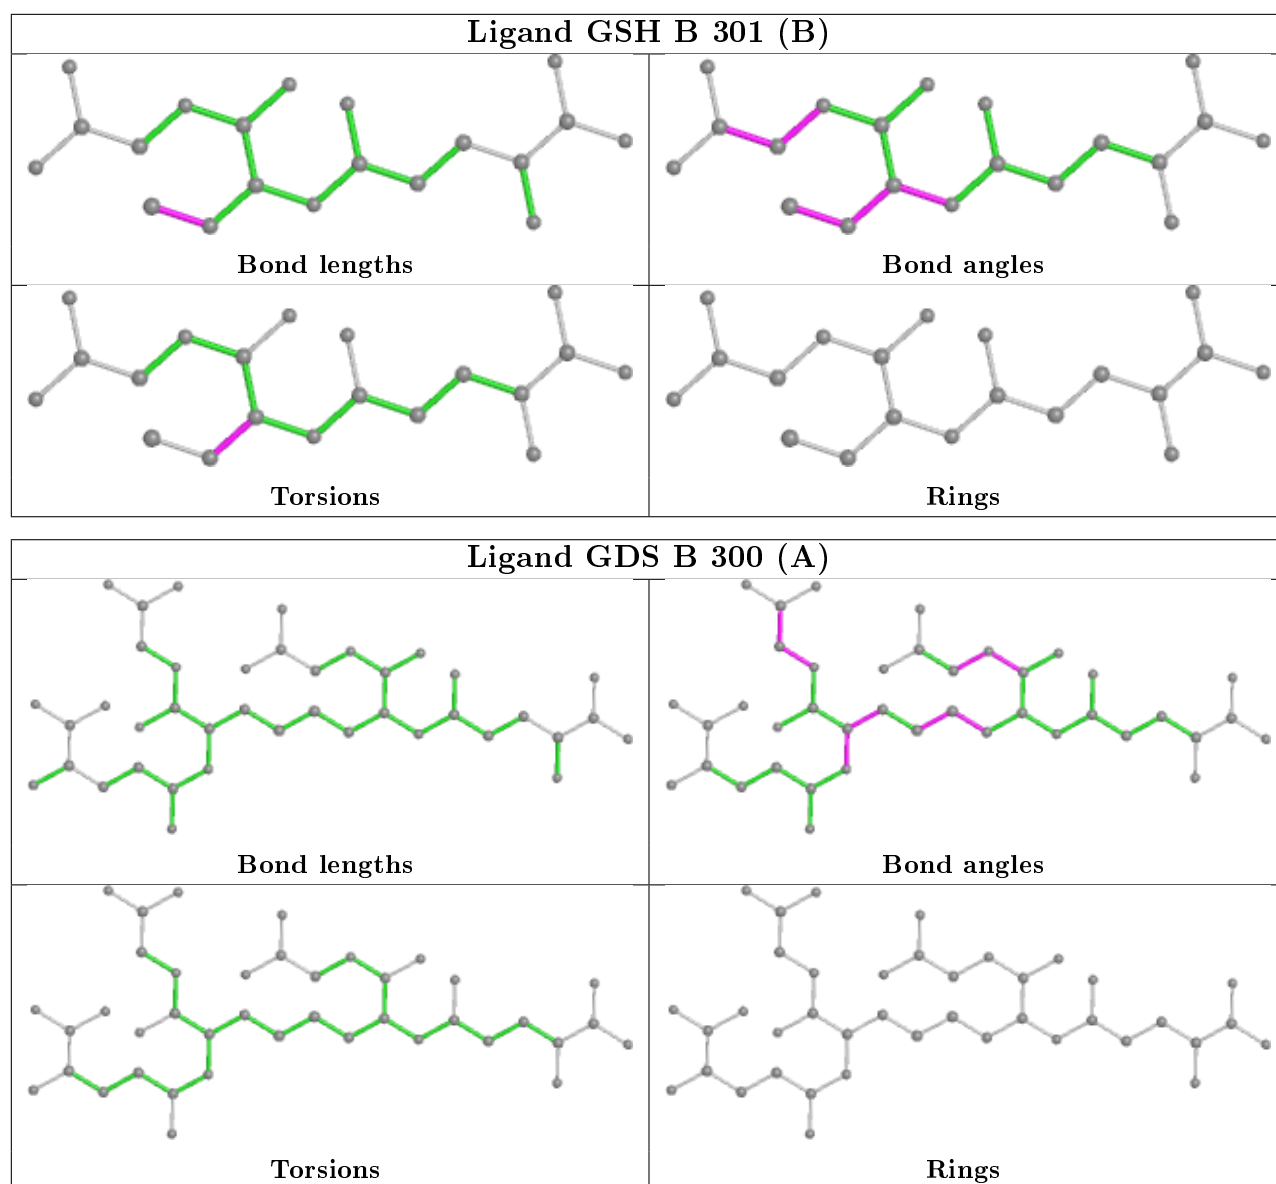 Ligand GSH B 301 (B)
Bond lengths
Bond angles
Torsions
Rings
Ligand GDS B 300 (A)
Bond lengths
Bond angles
Torsions
Rings